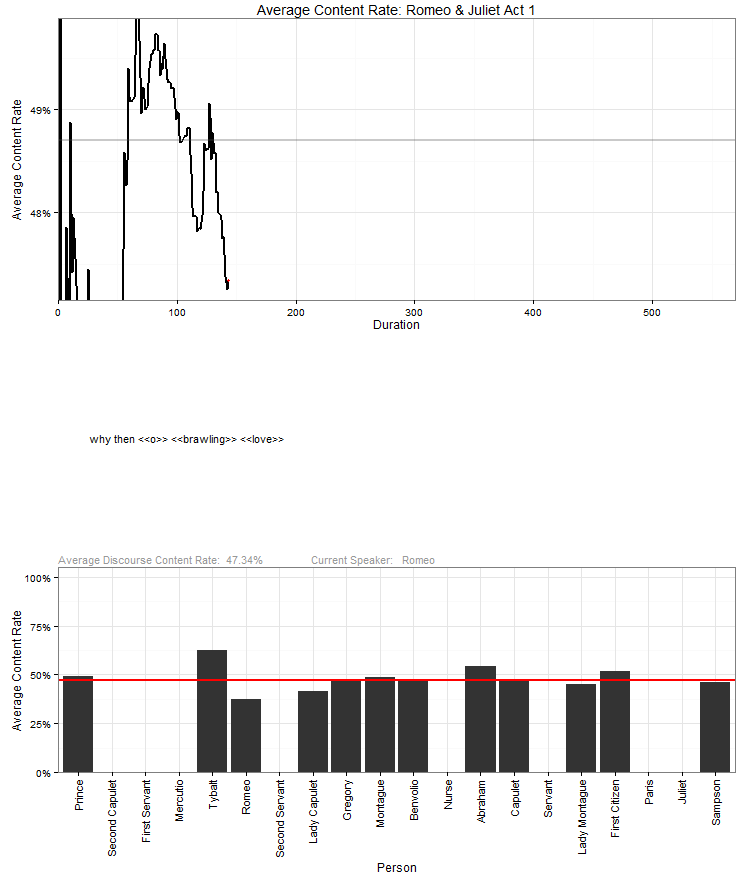 Average Content Rate: Romeo & Juliet Act 1
Average Content Rate
49%
48%
0 100 200 300 400 500
Duration
why then <<o>> <<brawling>> <<love>>
Average Discourse Content Rate: 47.34% Current Speaker: Romeo
Average Content Rate
100%
75%
50%
25%
0%
Prince
Second Capulet
First Servant
Mercutio
Tybalt
Romeo
Second Servant
Lady Capulet
Gregory
Montague
Benvolio
Nurse
Abraham
Capulet
Servant
Lady Montague
First Citizen
Paris
Juliet
Sampson
Person